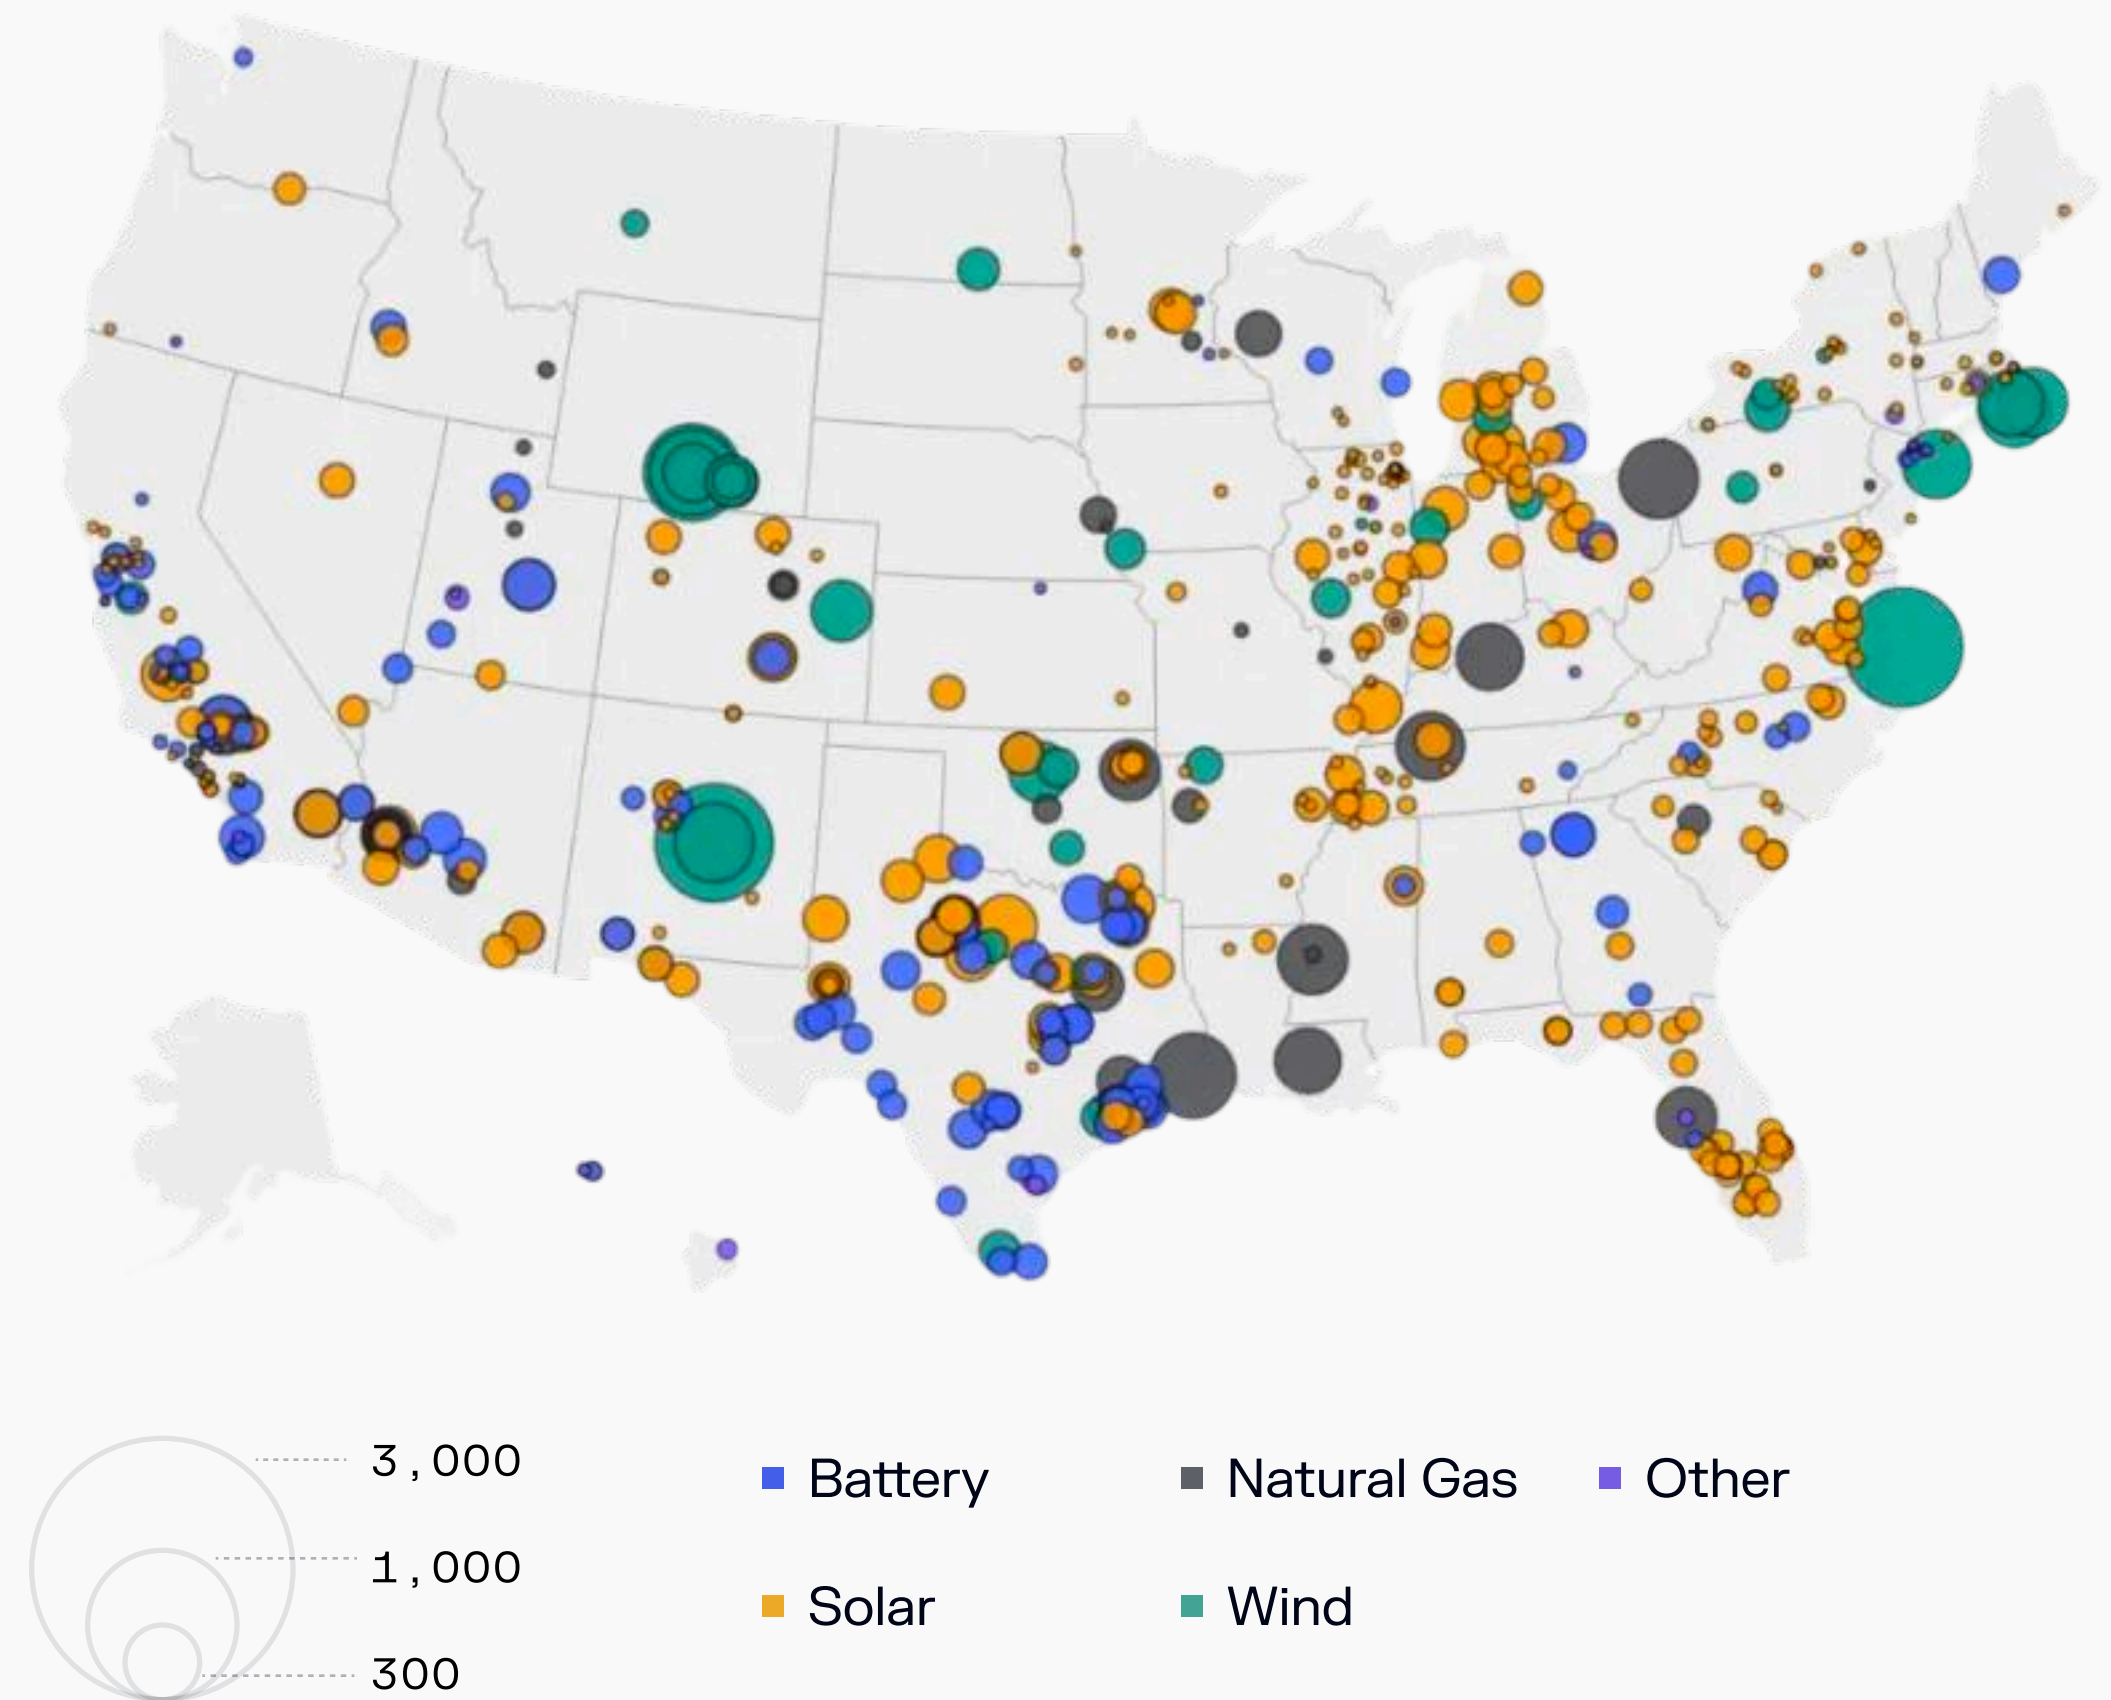 3,000
1,000
300
Battery
Natural Gas
Other
Solar
Wind